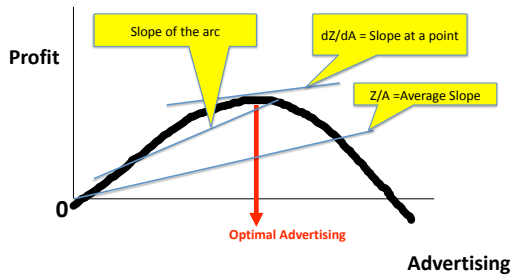 Slope of the arc
dZ/dA = Slope at a point
Profit
Z/A =Average Slope
0
Optimal Advertising
Advertising